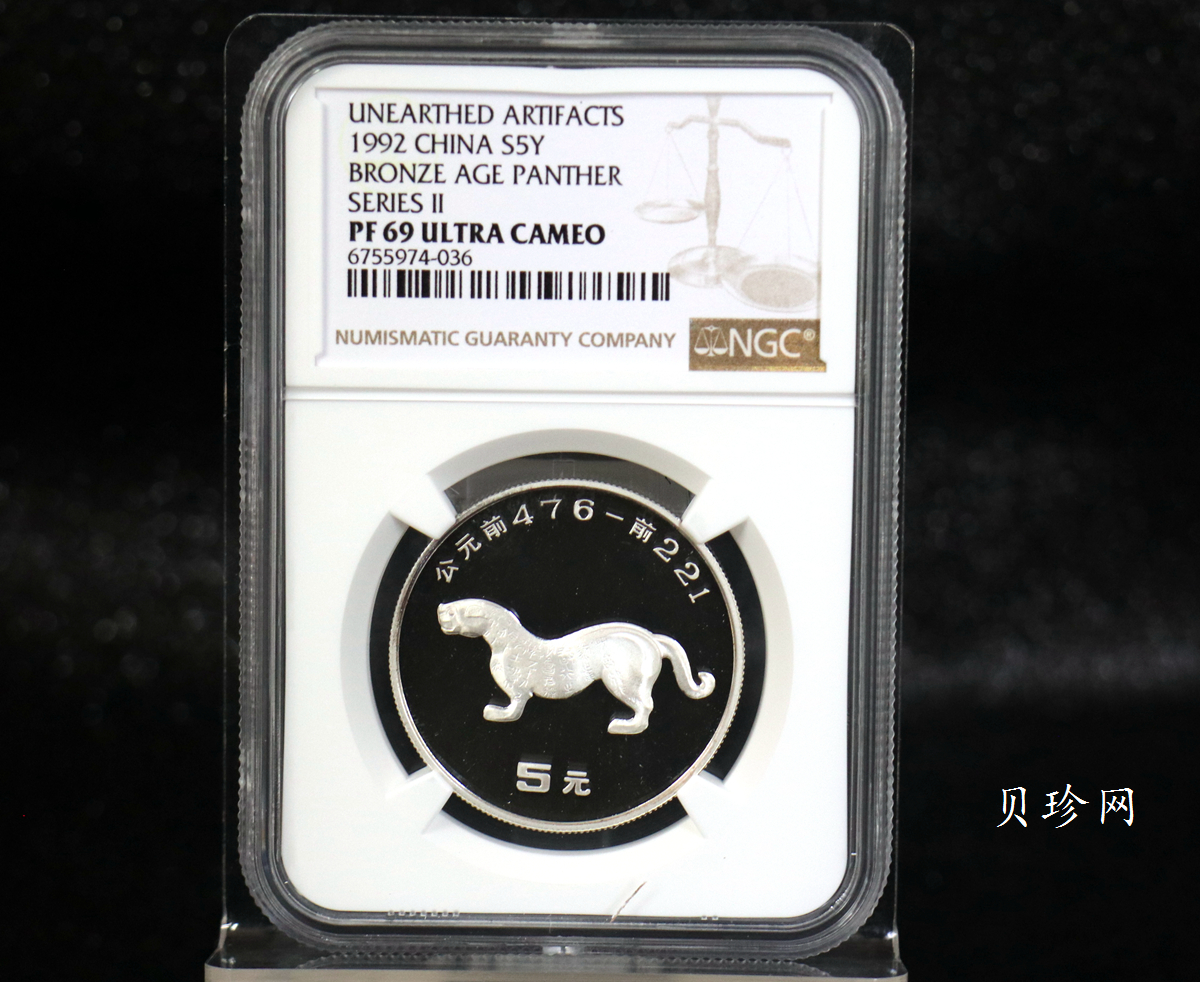 UNEARTHED ARTIFACTS
1992 CHINA S5Y
BRONZE AGE PANTHER
SERIES II
PF 69 ULTRA CAMEO
6755974-036
NUMISMATIC GUARANTY COMPANY
NGC®
公元前476-前221
5元
贝珍网